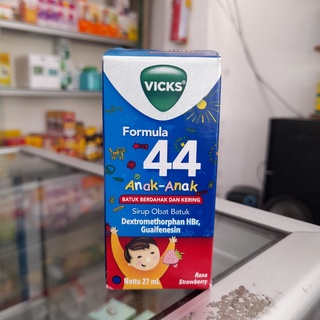 VICKS
Formula
44
Anak-Anak
BATUK BERDAHAK DAN KERING
Sirup Obat Batuk
Dextromethorphan HBr,
Guaifenesin
Rasa
Strawberry
Netto 27 mL